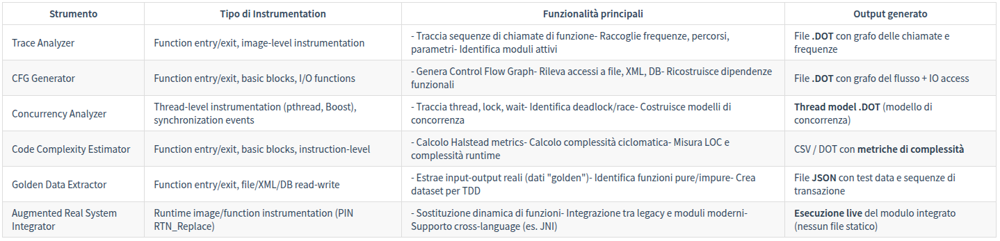 Strumento Tipo di Instrumentation Funzionalità principali Output generato
Trace Analyzer
Function entry/exit, image-level instrumentation
- Traccia sequenze di chiamate di funzione- Raccoglie frequenze, percorsi,
parametri- Identifica moduli attivi
File .DOT con grafo delle chiamate e
frequenze
CFG Generator
Function entry/exit, basic blocks, I/O functions
- Genera Control Flow Graph- Rileva accessi a file, XML, DB- Ricostruisce dipendenze
funzionali
File .DOT con grafo del flusso + IO access
Concurrency Analyzer
Thread-level instrumentation (pthread, Boost),
synchronization events
- Traccia thread, lock, wait- Identifica deadlock/race- Costruisce modelli di
concorrenza
Thread model .DOT (modello di
concorrenza)
Code Complexity Estimator
Function entry/exit, basic blocks, instruction-level
- Calcolo Halstead metrics- Calcolo complessità ciclomatica- Misura LOC e
complessità runtime
CSV / DOT con metriche di complessità
Golden Data Extractor
Function entry/exit, file/XML/DB read-write
- Estrae input-output reali (dati "golden")- Identifica funzioni pure/impure- Crea
dataset per TDD
File JSON con test data e sequenze di
transazione
Augmented Real System
Integrator
Runtime image/function instrumentation (PIN
RTN_Replace)
- Sostituzione dinamica di funzioni- Integrazione tra legacy e moduli moderni-
Supporto cross-language (es. JNI)
Esecuzione live del modulo integrato
(nessun file statico)